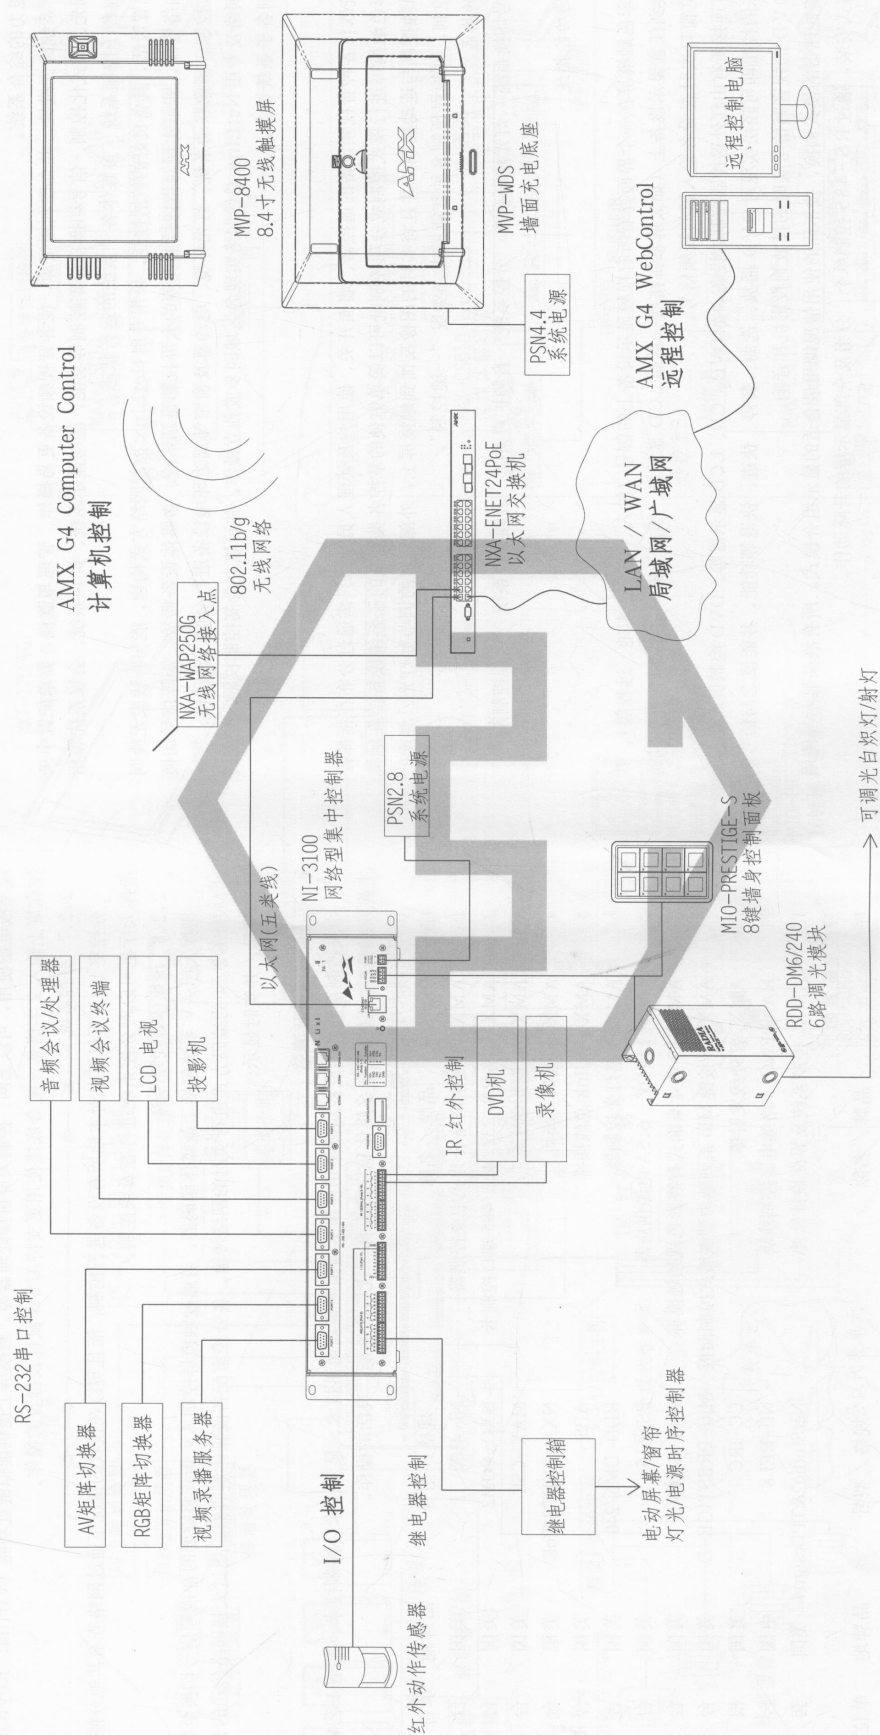 RS-232串口控制
AV矩阵切换器
RGB矩阵切换器
视频录播服务器
音频会议/处理器
视频会议终端
LCD 电视
投影机
I/O 控制
红外动作传感器
继电器控制
继电器控制箱
电动屏幕/窗帘
灯光/电源时序控制器
IR 红外控制
DVD机
录像机
以太网(五类线)
NI-3100
网络型集中控制器
PSN2.8
系统电源
MIO-PRESTIGE-S
8键墙身控制面板
RDD-DM6/240
6路调光模块
可调光白炽灯/射灯
AMX G4 Computer Control
计算机控制
NXA-WAP250G
无线网络接入点
802.11b/g
无线网络
NXA-ENET24PoE
以太网交换机
LAN / WAN
局域网/广域网
AMX G4 WebControl
远程控制
远程控制电脑
MVP-8400
8.4寸无线触摸屏
MVP-WDS
墙面充电底座
PSN4.4
系统电源
AMX
AMX
AMX
RADIA